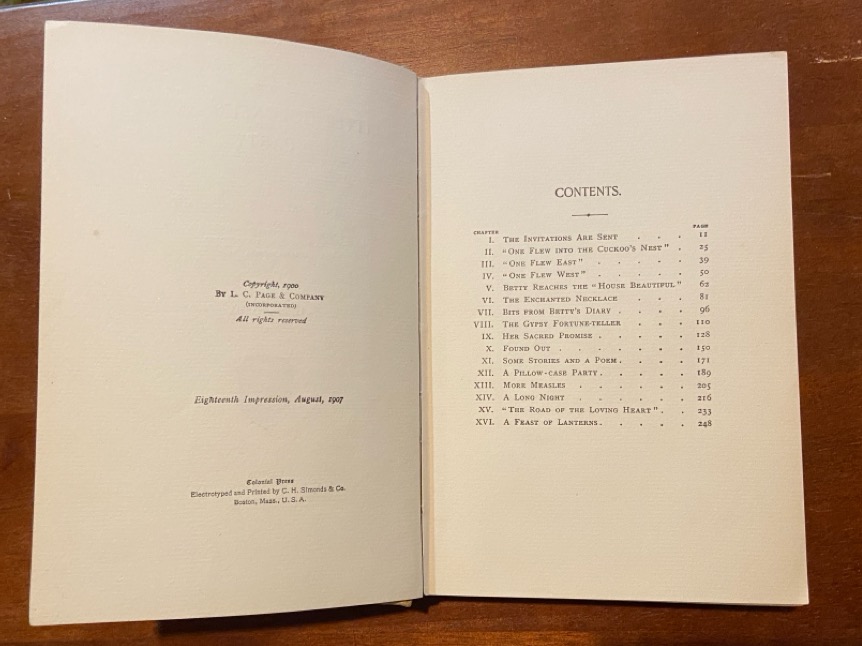 Copyright, 1900
BY L. C. PAGE & COMPANY
(INCORPORATED)
All rights reserved
Eighteenth Impression, August, 1907
Colonial Press
Electrotyped and Printed by C. H. Simonds & Co.
Boston, Mass., U. S. A.
CONTENTS.
CHAPTER PAGE
I. THE INVITATIONS ARE SENT . . . 11
II. "ONE FLEW INTO THE CUCKOO'S NEST" . 25
III. "ONE FLEW EAST" . . . . . 39
IV. "ONE FLEW WEST" . . . . . 50
V. BETTY REACHES THE "HOUSE BEAUTIFUL" 62
VI. THE ENCHANTED NECKLACE . . . 81
VII. BITS FROM BETTY'S DIARY . . . . 96
VIII. THE GYPSY FORTUNE-TELLER . . . 110
IX. HER SACRED PROMISE . . . . . 128
X. FOUND OUT . . . . . . . 150
XI. SOME STORIES AND A POEM . . . . 171
XII. A PILLOW-CASE PARTY . . . . . 189
XIII. MORE MEASLES . . . . . . 205
XIV. A LONG NIGHT . . . . . . 216
XV. "THE ROAD OF THE LOVING HEART" . . 233
XVI. A FEAST OF LANTERNS . . . . . 248